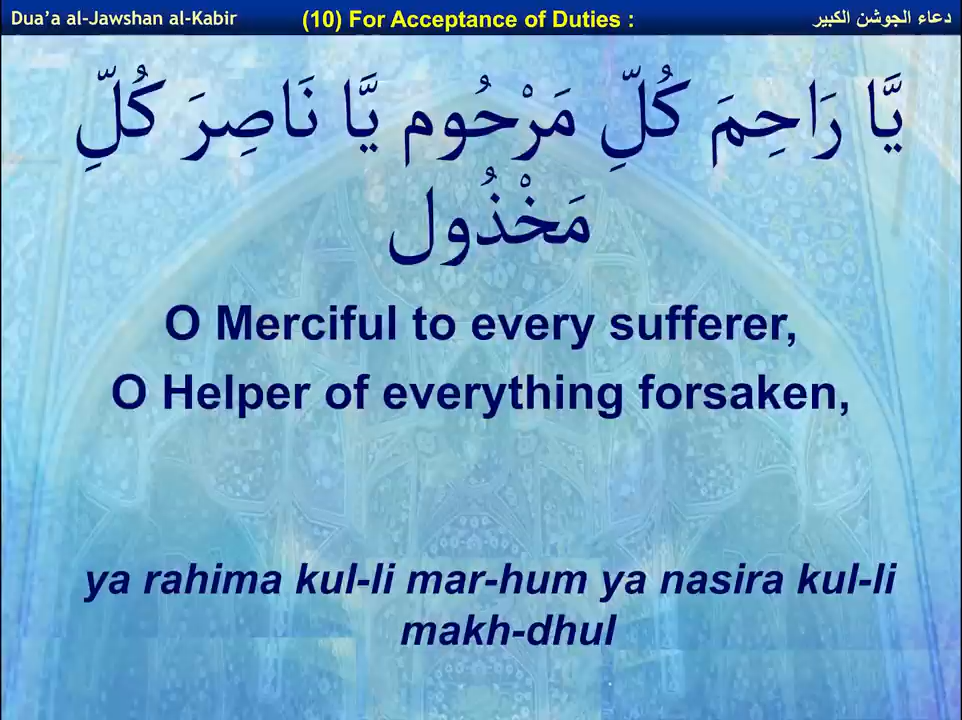 Dua'a al-Jawshan al-Kabir (10) For Acceptance of Duties : دعاء الجوشن الكبير
يَّا رَاحِمَ كُلِّ مَرْحُوم يَّا نَاصِرَ كُلِّ
مَخْذُول
O Merciful to every sufferer,
O Helper of everything forsaken,
ya rahima kul-li mar-hum ya nasira kul-li
makh-dhul